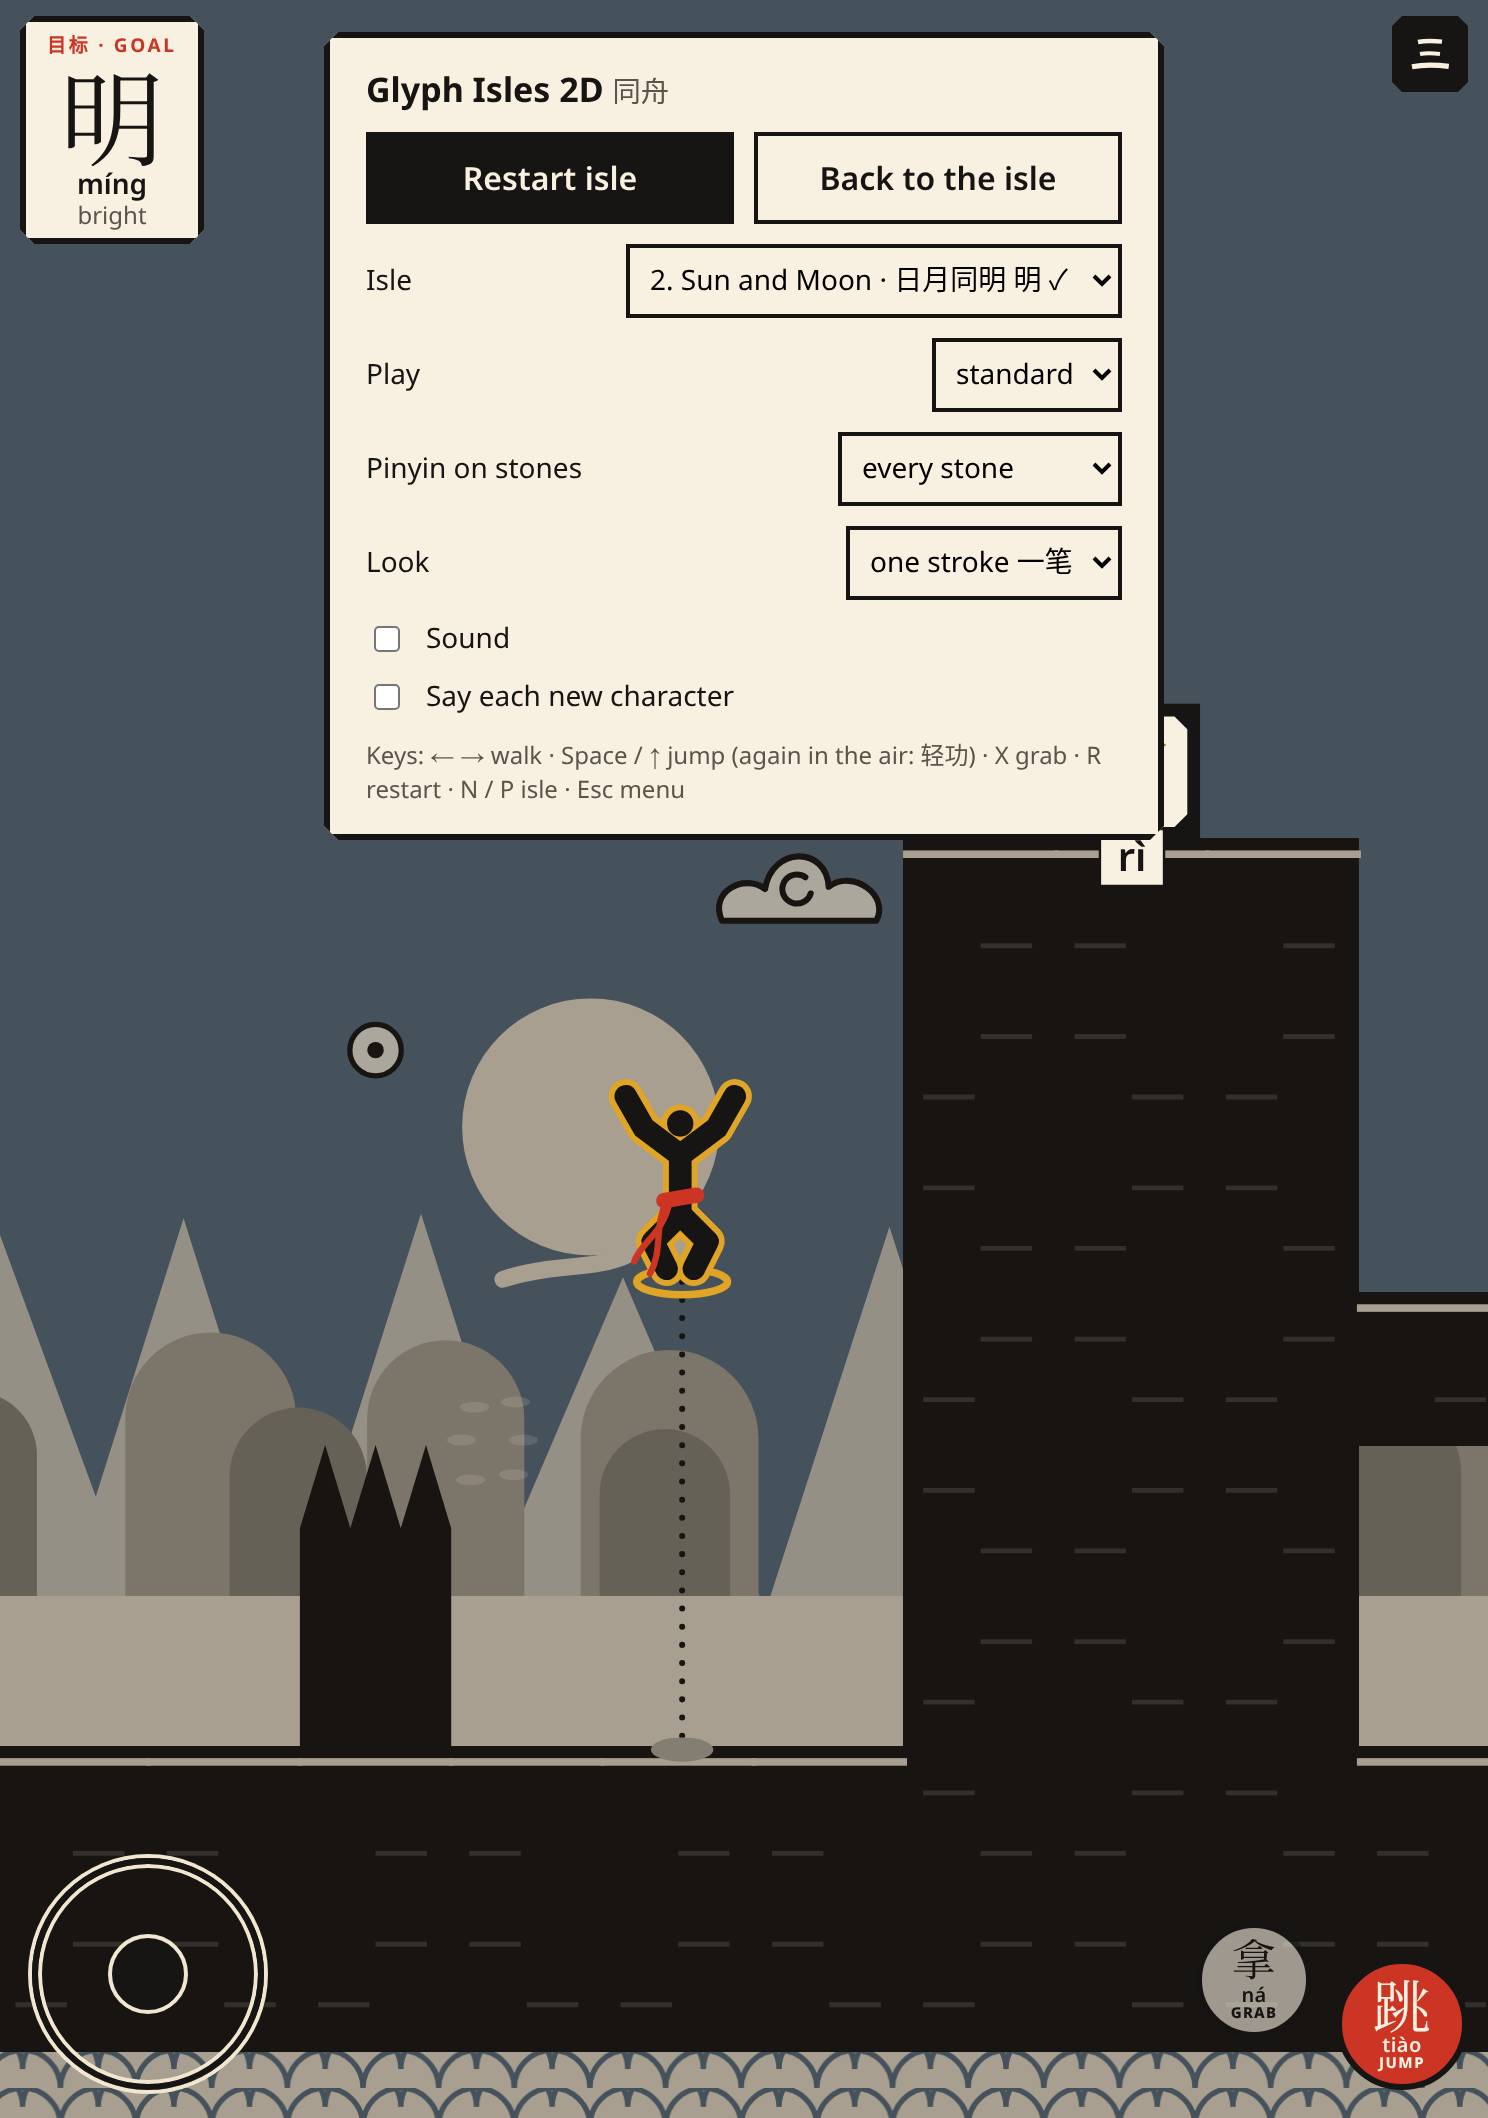 目标 · GOAL
明
míng
bright
三
Glyph Isles 2D 同舟
Restart isle
Back to the isle
Isle
2. Sun and Moon · 日月同明 明 ✓
Play
standard
Pinyin on stones
every stone
Look
one stroke 一笔
Sound
Say each new character
Keys: ← → walk · Space / ↑ jump (again in the air: 轻功) · X grab · R
restart · N / P isle · Esc menu
rì
拿
ná
GRAB
跳
tiào
JUMP